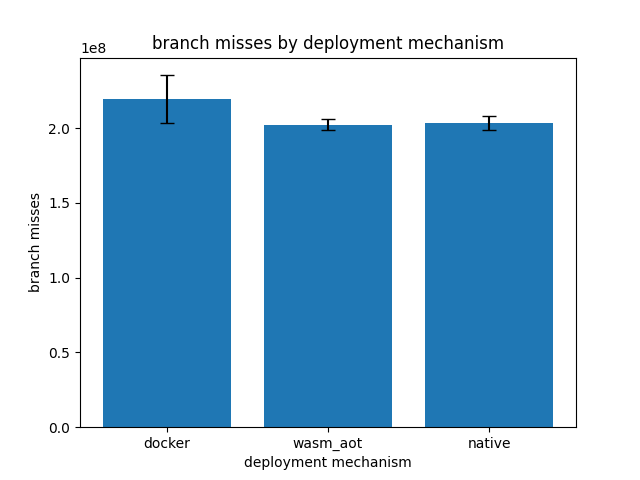 branch misses by deployment mechanism
1e8
2.0
1.5
1.0
0.5
0.0
branch misses
docker
wasm_aot
native
deployment mechanism